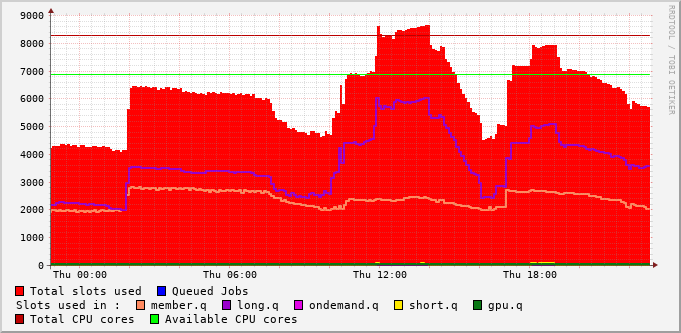 9000
8000
7000
6000
5000
4000
3000
2000
1000
0
Thu 00:00 Thu 06:00 Thu 12:00 Thu 18:00
RRDTOOL / TOBI OETIKER
Total slots used Queued Jobs
Slots used in : member.q long.q ondemand.q short.q gpu.q
Total CPU cores Available CPU cores